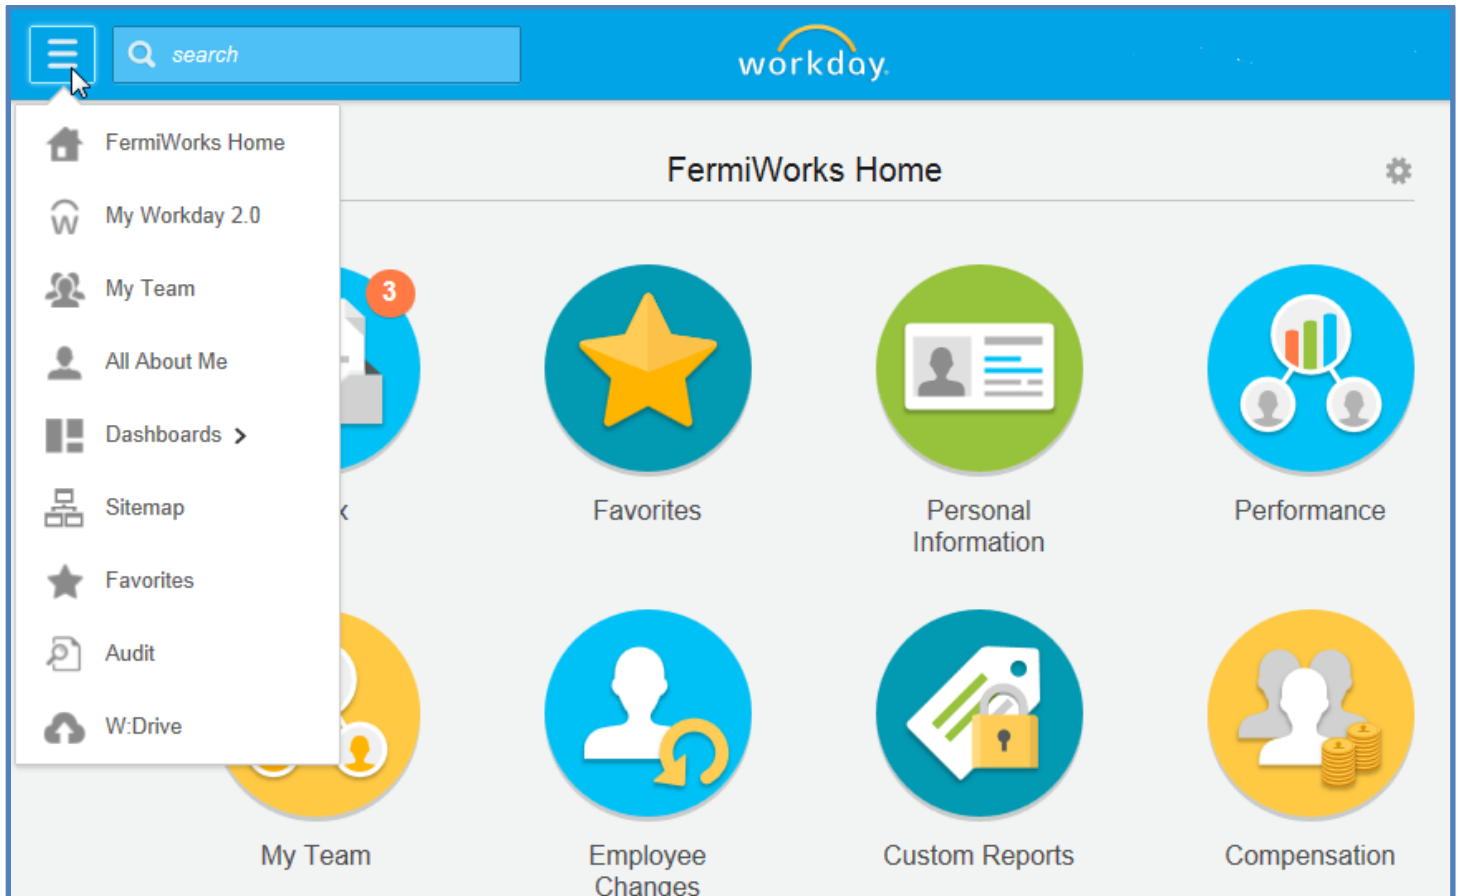 search
workday.
FermiWorks Home
My Workday 2.0
My Team
All About Me
Dashboards
Sitemap
Favorites
Audit
W:Drive
FermiWorks Home
3
Favorites
Personal
Information
Performance
My Team
Employee
Changes
Custom Reports
Compensation